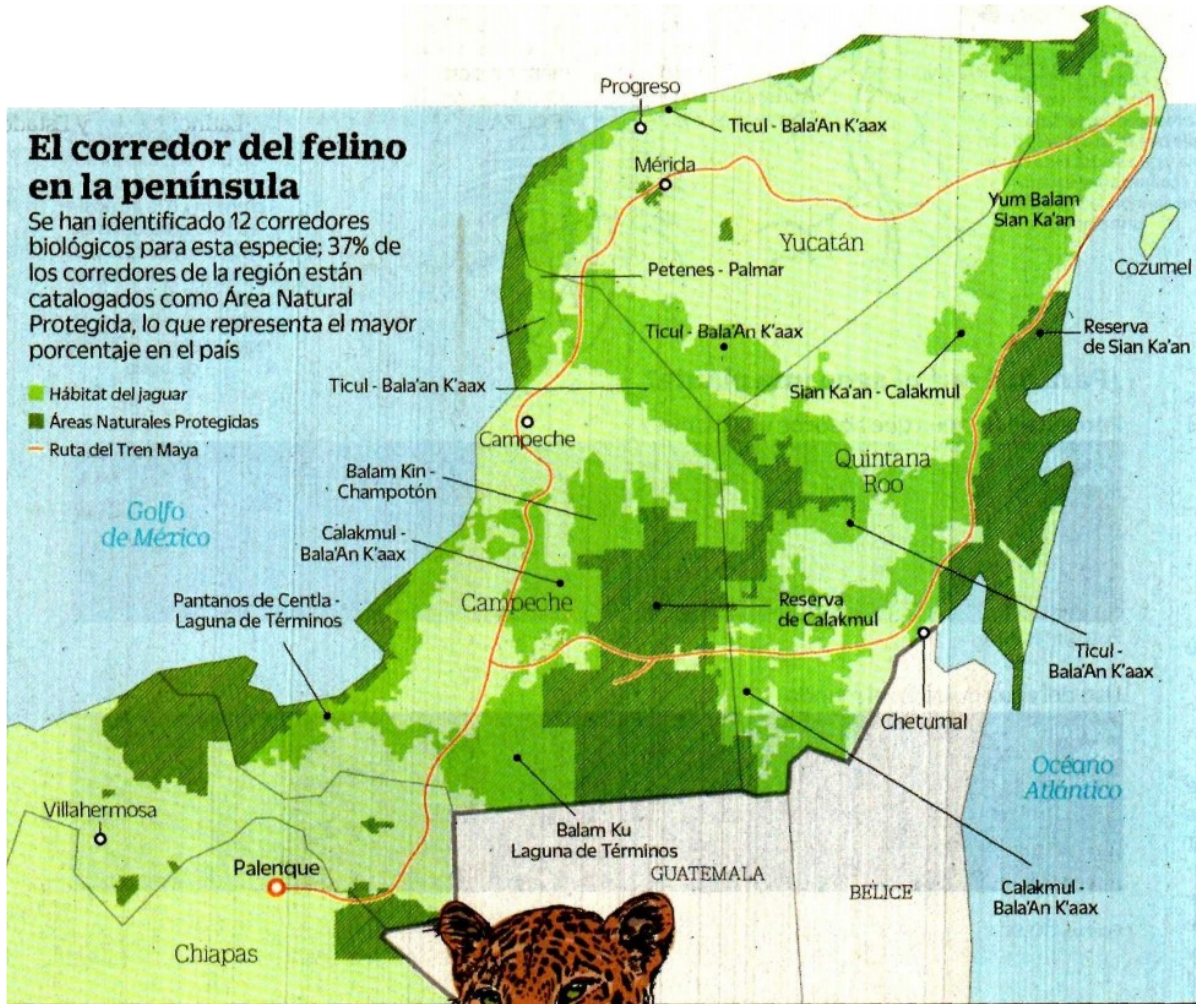 El corredor del felino
en la península
Se han identificado 12 corredores
biológicos para esta especie; 37% de
los corredores de la región están
catalogados como Área Natural
Protegida, lo que representa el mayor
porcentaje en el país
Hábitat del jaguar
Áreas Naturales Protegidas
Ruta del Tren Maya
Progreso
Ticul - Bala'An K'aax
Mérida
Yum Balam
Sian Ka'an
Yucatán
Cozumel
Petenes - Palmar
Ticul - Bala'An K'aax
Reserva
de Sian Ka'an
Ticul - Bala'an K'aax
Sian Ka'an - Calakmul
Campeche
Quintana
Roo
Balam Kin -
Champotón
Golfo
de México
Calakmul -
Bala'An K'aax
Pantanos de Centla -
Laguna de Términos
Campeche
Reserva
de Calakmul
Ticul -
Bala'An K'aax
Chetumal
Océano
Atlántico
Villahermosa
Balam Ku
Laguna de Términos
Palenque
GUATEMALA
BELICE
Calakmul -
Bala'An K'aax
Chiapas